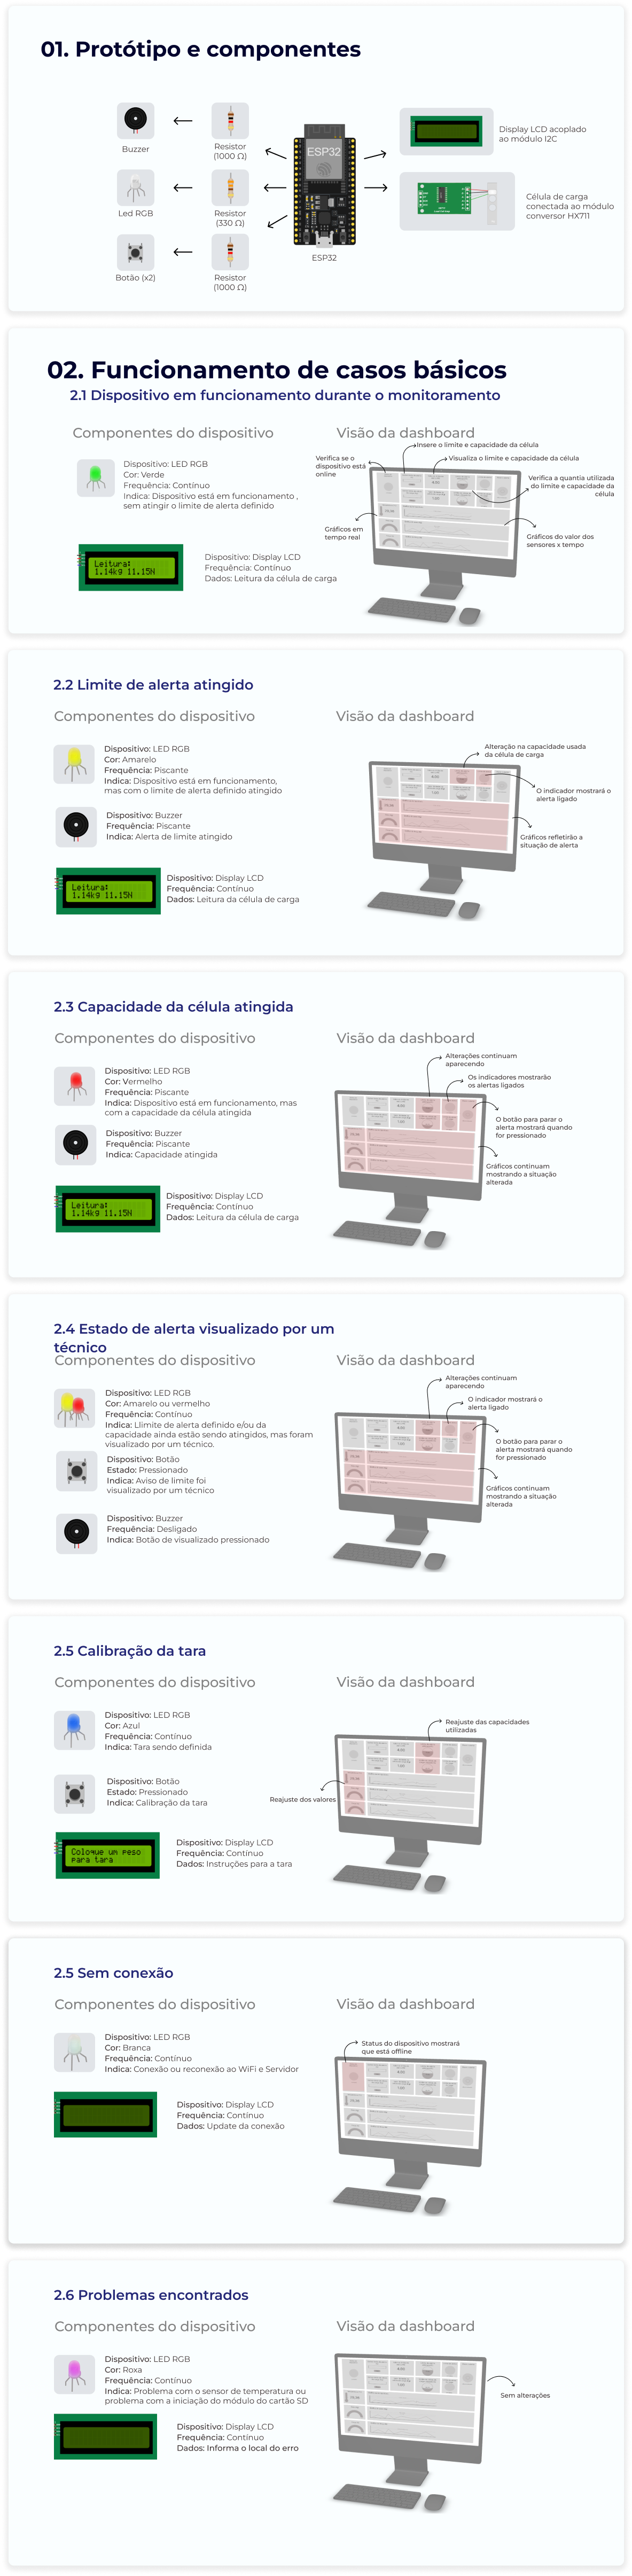 01. Protótipo e componentes
Buzzer
Resistor
(1000 Ω)
ESP32
Display LCD acoplado
ao módulo I2C
Led RGB
Resistor
(330 Ω)
Célula de carga
conectada ao módulo
conversor HX711
Botão (x2)
Resistor
(1000 Ω)
ESP32
02. Funcionamento de casos básicos
2.1 Dispositivo em funcionamento durante o monitoramento
Componentes do dispositivo
Dispositivo: LED RGB
Cor: Verde
Frequência: Contínuo
Indica: Dispositivo está em funcionamento ,
sem atingir o limite de alerta definido
Leitura:
1.14kg 11.15N
Dispositivo: Display LCD
Frequência: Contínuo
Dados: Leitura da célula de carga
Visão da dashboard
Insere o limite e capacidade da célula
Visualiza o limite e capacidade da célula
Verifica se o
dispositivo está
online
Verifica a quantia utilizada
do limite e capacidade da
célula
Gráficos em
tempo real
Gráficos do valor dos
sensores x tempo
2.2 Limite de alerta atingido
Componentes do dispositivo
Dispositivo: LED RGB
Cor: Amarelo
Frequência: Piscante
Indica: Dispositivo está em funcionamento,
mas com o limite de alerta definido atingido
Dispositivo: Buzzer
Frequência: Piscante
Indica: Alerta de limite atingido
Leitura:
1.14kg 11.15N
Dispositivo: Display LCD
Frequência: Contínuo
Dados: Leitura da célula de carga
Visão da dashboard
Alteração na capacidade usada
da célula de carga
O indicador mostrará o
alerta ligado
Gráficos refletirão a
situação de alerta
2.3 Capacidade da célula atingida
Componentes do dispositivo
Dispositivo: LED RGB
Cor: Vermelho
Frequência: Piscante
Indica: Dispositivo está em funcionamento, mas
com a capacidade da célula atingida
Dispositivo: Buzzer
Frequência: Piscante
Indica: Capacidade atingida
Leitura:
1.14kg 11.15N
Dispositivo: Display LCD
Frequência: Contínuo
Dados: Leitura da célula de carga
Visão da dashboard
Alterações continuam
aparecendo
Os indicadores mostrarão
os alertas ligados
O botão para parar o
alerta mostrará quando
for pressionado
Gráficos continuam
mostrando a situação
alterada
2.4 Estado de alerta visualizado por um
técnico
Componentes do dispositivo
Dispositivo: LED RGB
Cor: Amarelo ou vermelho
Frequência: Contínuo
Indica: Llimite de alerta definido e/ou da
capacidade ainda estão sendo atingidos, mas foram
visualizado por um técnico.
Dispositivo: Botão
Estado: Pressionado
Indica: Aviso de limite foi
visualizado por um técnico
Dispositivo: Buzzer
Frequência: Desligado
Indica: Botão de visualizado pressionado
Visão da dashboard
Alterações continuam
aparecendo
O indicador mostrará o
alerta ligado
O botão para parar o
alerta mostrará quando
for pressionado
Gráficos continuam
mostrando a situação
alterada
2.5 Calibração da tara
Componentes do dispositivo
Dispositivo: LED RGB
Cor: Azul
Frequência: Contínuo
Indica: Tara sendo definida
Dispositivo: Botão
Estado: Pressionado
Indica: Calibração da tara
Coloque um peso
para tara
Dispositivo: Display LCD
Frequência: Contínuo
Dados: Instruções para a tara
Visão da dashboard
Reajuste das capacidades
utilizadas
Reajuste dos valores
2.5 Sem conexão
Componentes do dispositivo
Dispositivo: LED RGB
Cor: Branca
Frequência: Contínuo
Indica: Conexão ou reconexão ao WiFi e Servidor
Dispositivo: Display LCD
Frequência: Contínuo
Dados: Update da conexão
Visão da dashboard
Status do dispositivo mostrará
que está offline
2.6 Problemas encontrados
Componentes do dispositivo
Dispositivo: LED RGB
Cor: Roxa
Frequência: Contínuo
Indica: Problema com o sensor de temperatura ou
problema com a iniciação do módulo do cartão SD
Dispositivo: Display LCD
Frequência: Contínuo
Dados: Informa o local do erro
Visão da dashboard
Sem alterações